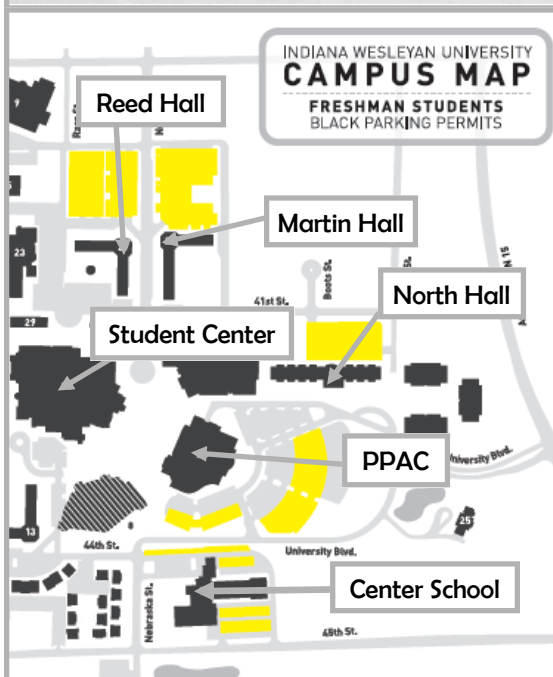 INDIANA WESLEYAN UNIVERSITY
CAMPUS MAP
FRESHMAN STUDENTS
BLACK PARKING PERMITS
9
Reed Hall
Martin Hall
23
41st St.
Boots St.
St.
North Hall
N 15
29
Student Center
PPAC
University Blvd.
25
13
44th St.
University Blvd.
Nebraska St.
Center School
45th St.